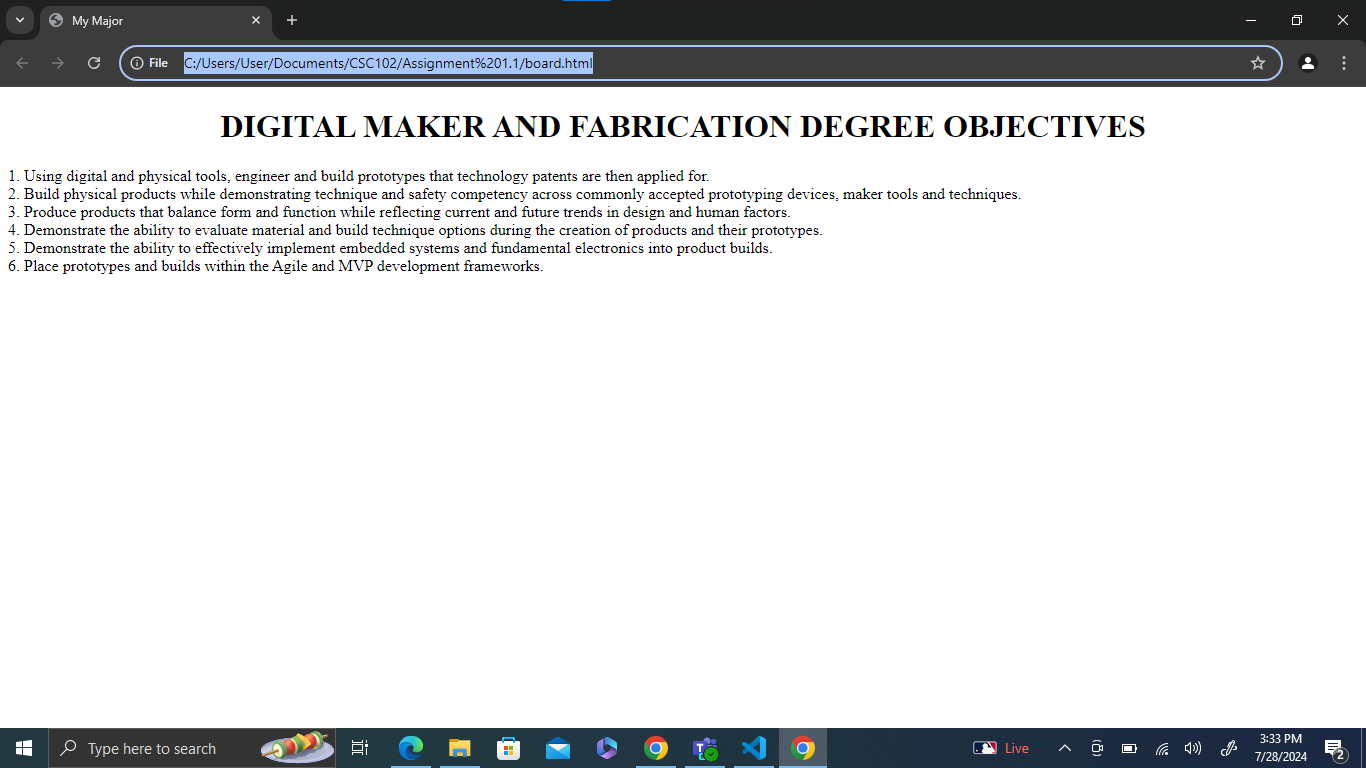 My Major
File C:/Users/User/Documents/CSC102/Assignment%201.1/board.html
DIGITAL MAKER AND FABRICATION DEGREE OBJECTIVES
1. Using digital and physical tools, engineer and build prototypes that technology patents are then applied for.
2. Build physical products while demonstrating technique and safety competency across commonly accepted prototyping devices, maker tools and techniques.
3. Produce products that balance form and function while reflecting current and future trends in design and human factors.
4. Demonstrate the ability to evaluate material and build technique options during the creation of products and their prototypes.
5. Demonstrate the ability to effectively implement embedded systems and fundamental electronics into product builds.
6. Place prototypes and builds within the Agile and MVP development frameworks.
Type here to search
Live
3:33 PM
7/28/2024
2